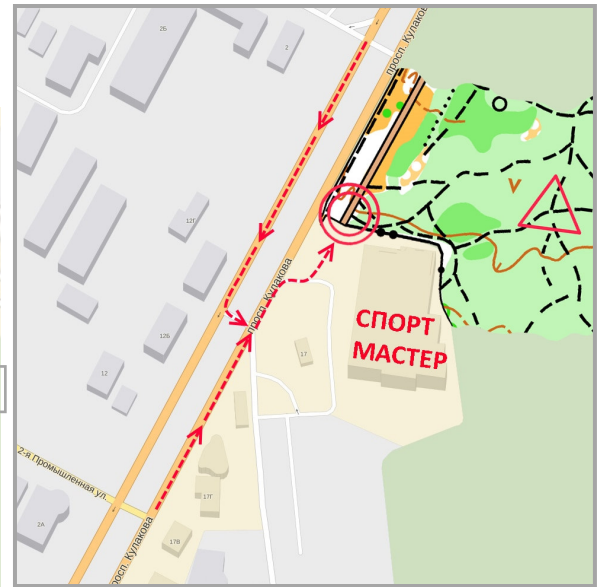 2Б
2
просп. Кулакова
12Г
просп. Кулакова
12Б
СПОРТ
МАСТЕР
17
12
2-я Промышленная ул.
17Г
2А
17В
просп. Кулакова